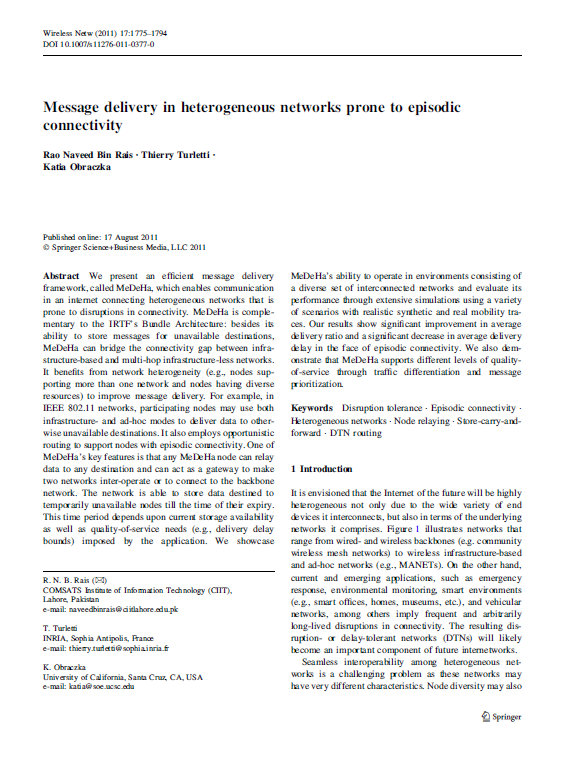 Wireless Netw (2011) 17:1775–1794
DOI 10.1007/s11276-011-0377-0
Message delivery in heterogeneous networks prone to episodic
connectivity
Rao Naveed Bin Rais · Thierry Turletti ·
Katia Obraczka
Published online: 17 August 2011
© Springer Science+Business Media, LLC 2011
Abstract We present an efficient message delivery
framework, called MeDeHa, which enables communication
in an internet connecting heterogeneous networks that is
prone to disruptions in connectivity. MeDeHa is comple-
mentary to the IRTF's Bundle Architecture: besides its
ability to store messages for unavailable destinations,
MeDeHa can bridge the connectivity gap between infra-
structure-based and multi-hop infrastructure-less networks.
It benefits from network heterogeneity (e.g., nodes sup-
porting more than one network and nodes having diverse
resources) to improve message delivery. For example, in
IEEE 802.11 networks, participating nodes may use both
infrastructure- and ad-hoc modes to deliver data to other-
wise unavailable destinations. It also employs opportunistic
routing to support nodes with episodic connectivity. One of
MeDeHa's key features is that any MeDeHa node can relay
data to any destination and can act as a gateway to make
two networks inter-operate or to connect to the backbone
network. The network is able to store data destined to
temporarily unavailable nodes till the time of their expiry.
This time period depends upon current storage availability
as well as quality-of-service needs (e.g., delivery delay
bounds) imposed by the application. We showcase
R. N. B. Rais (✉)
COMSATS Institute of Information Technology (CIIT),
Lahore, Pakistan
e-mail: naveedbinrais@ciitlahore.edu.pk
T. Turletti
INRIA, Sophia Antipolis, France
e-mail: thierry.turletti@sophia.inria.fr
K. Obraczka
University of California, Santa Cruz, CA, USA
e-mail: katia@soe.ucsc.edu
MeDeHa's ability to operate in environments consisting of
a diverse set of interconnected networks and evaluate its
performance through extensive simulations using a variety
of scenarios with realistic synthetic and real mobility tra-
ces. Our results show significant improvement in average
delivery ratio and a significant decrease in average delivery
delay in the face of episodic connectivity. We also dem-
onstrate that MeDeHa supports different levels of quality-
of-service through traffic differentiation and message
prioritization.
Keywords Disruption tolerance · Episodic connectivity ·
Heterogeneous networks · Node relaying · Store-carry-and-
forward · DTN routing
1 Introduction
It is envisioned that the Internet of the future will be highly
heterogeneous not only due to the wide variety of end
devices it interconnects, but also in terms of the underlying
networks it comprises. Figure 1 illustrates networks that
range from wired- and wireless backbones (e.g. community
wireless mesh networks) to wireless infrastructure-based
and ad-hoc networks (e.g., MANETs). On the other hand,
current and emerging applications, such as emergency
response, environmental monitoring, smart environments
(e.g., smart offices, homes, museums, etc.), and vehicular
networks, among others imply frequent and arbitrarily
long-lived disruptions in connectivity. The resulting dis-
ruption- or delay-tolerant networks (DTNs) will likely
become an important component of future internetworks.
Seamless interoperability among heterogeneous net-
works is a challenging problem as these networks may
have very different characteristics. Node diversity may also
Springer